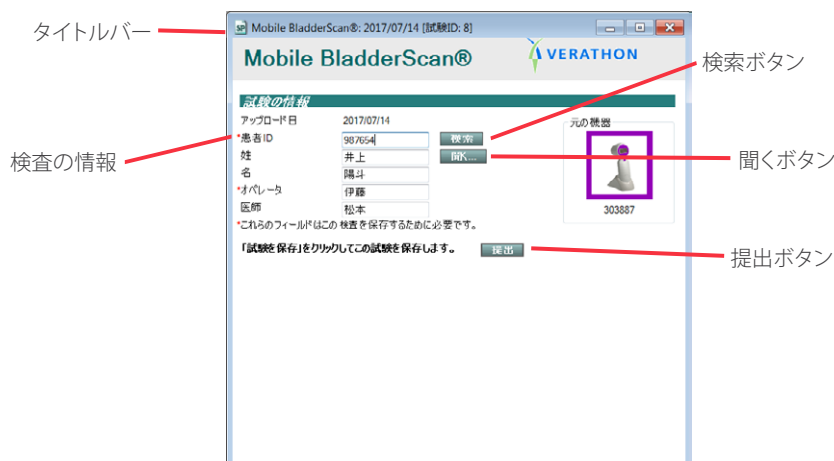 タイトルバー
Mobile BladderScan®: 2017/07/14 [試験ID: 8]
Mobile BladderScan®
VERATHON
検索ボタン
試験の情報
アップロード日 2017/07/14
元の機器
*患者ID 987654 検索
検査の情報
姓 井上 聞K...
聞くボタン
名 陽斗
*オペレータ 伊藤
医師 松本
303887
*これらのフィールドはこの 検査を保存するために必要です。
「試験を保存」をクリックしてこの試験を保存します。 提出
提出ボタン